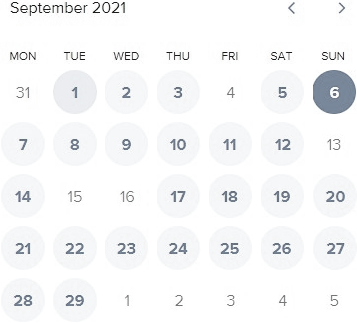 September 2021
MON TUE WED THU FRI SAT SUN
31 1 2 3 4 5 6
7 8 9 10 11 12 13
14 15 16 17 18 19 20
21 22 23 24 25 26 27
28 29 1 2 3 4 5